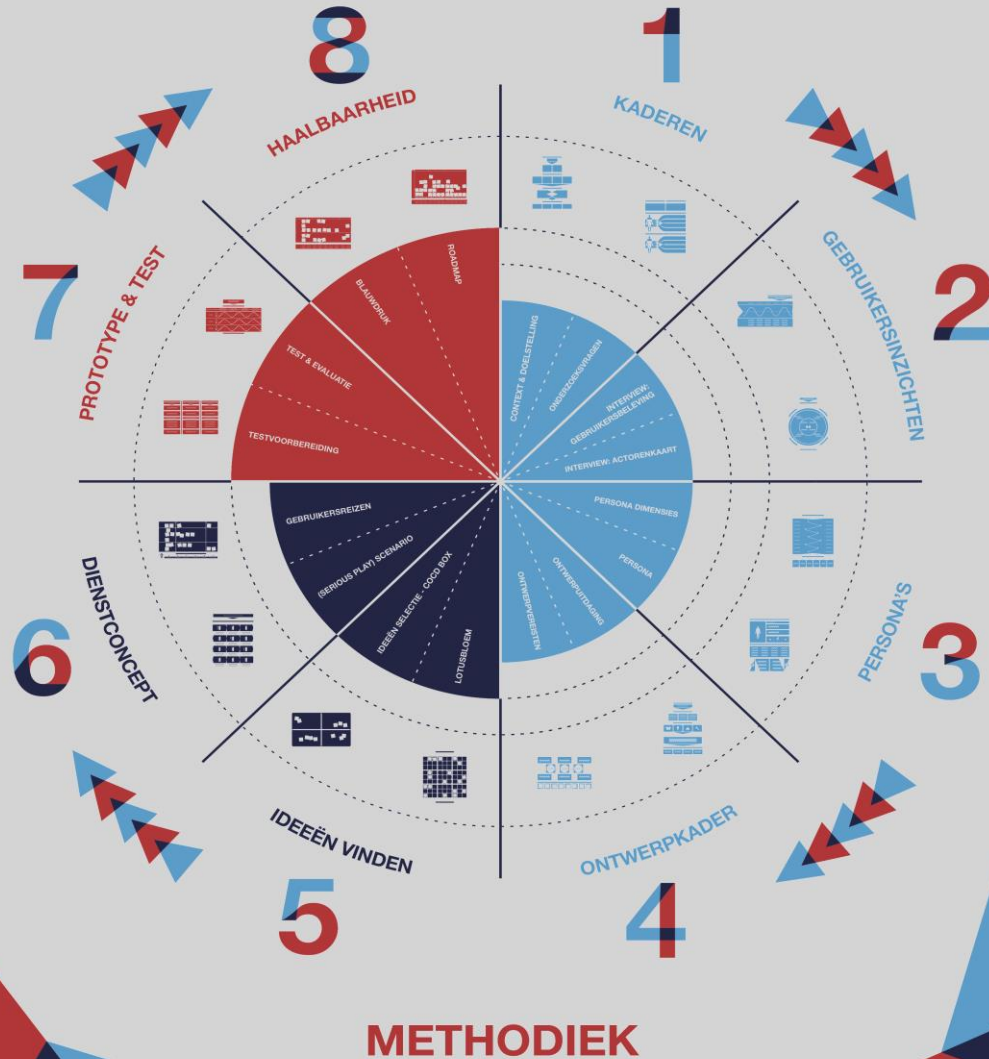 1
KADEREN
CONTEXT & DOELSTELLING
ONDERZOEKSVRAGEN
2
GEBRUIKERSINZICHTEN
INTERVIEW:
GEBRUIKERSBELEVING
INTERVIEW: ACTORENKAART
3
PERSONA'S
PERSONA DIMENSIES
PERSONA
4
ONTWERPKADER
ONTWERPUITDAGING
ONTWERPVEREISTEN
5
IDEEËN VINDEN
LOTUSBLOEM
IDEEËN SELECTIE - COCD BOX
6
DIENSTCONCEPT
(SERIOUS PLAY) SCENARIO
GEBRUIKERSREIZEN
7
PROTOTYPE & TEST
TESTVOORBEREIDING
TEST & EVALUATIE
8
HAALBAARHEID
BLAUWDRUK
ROADMAP
METHODIEK